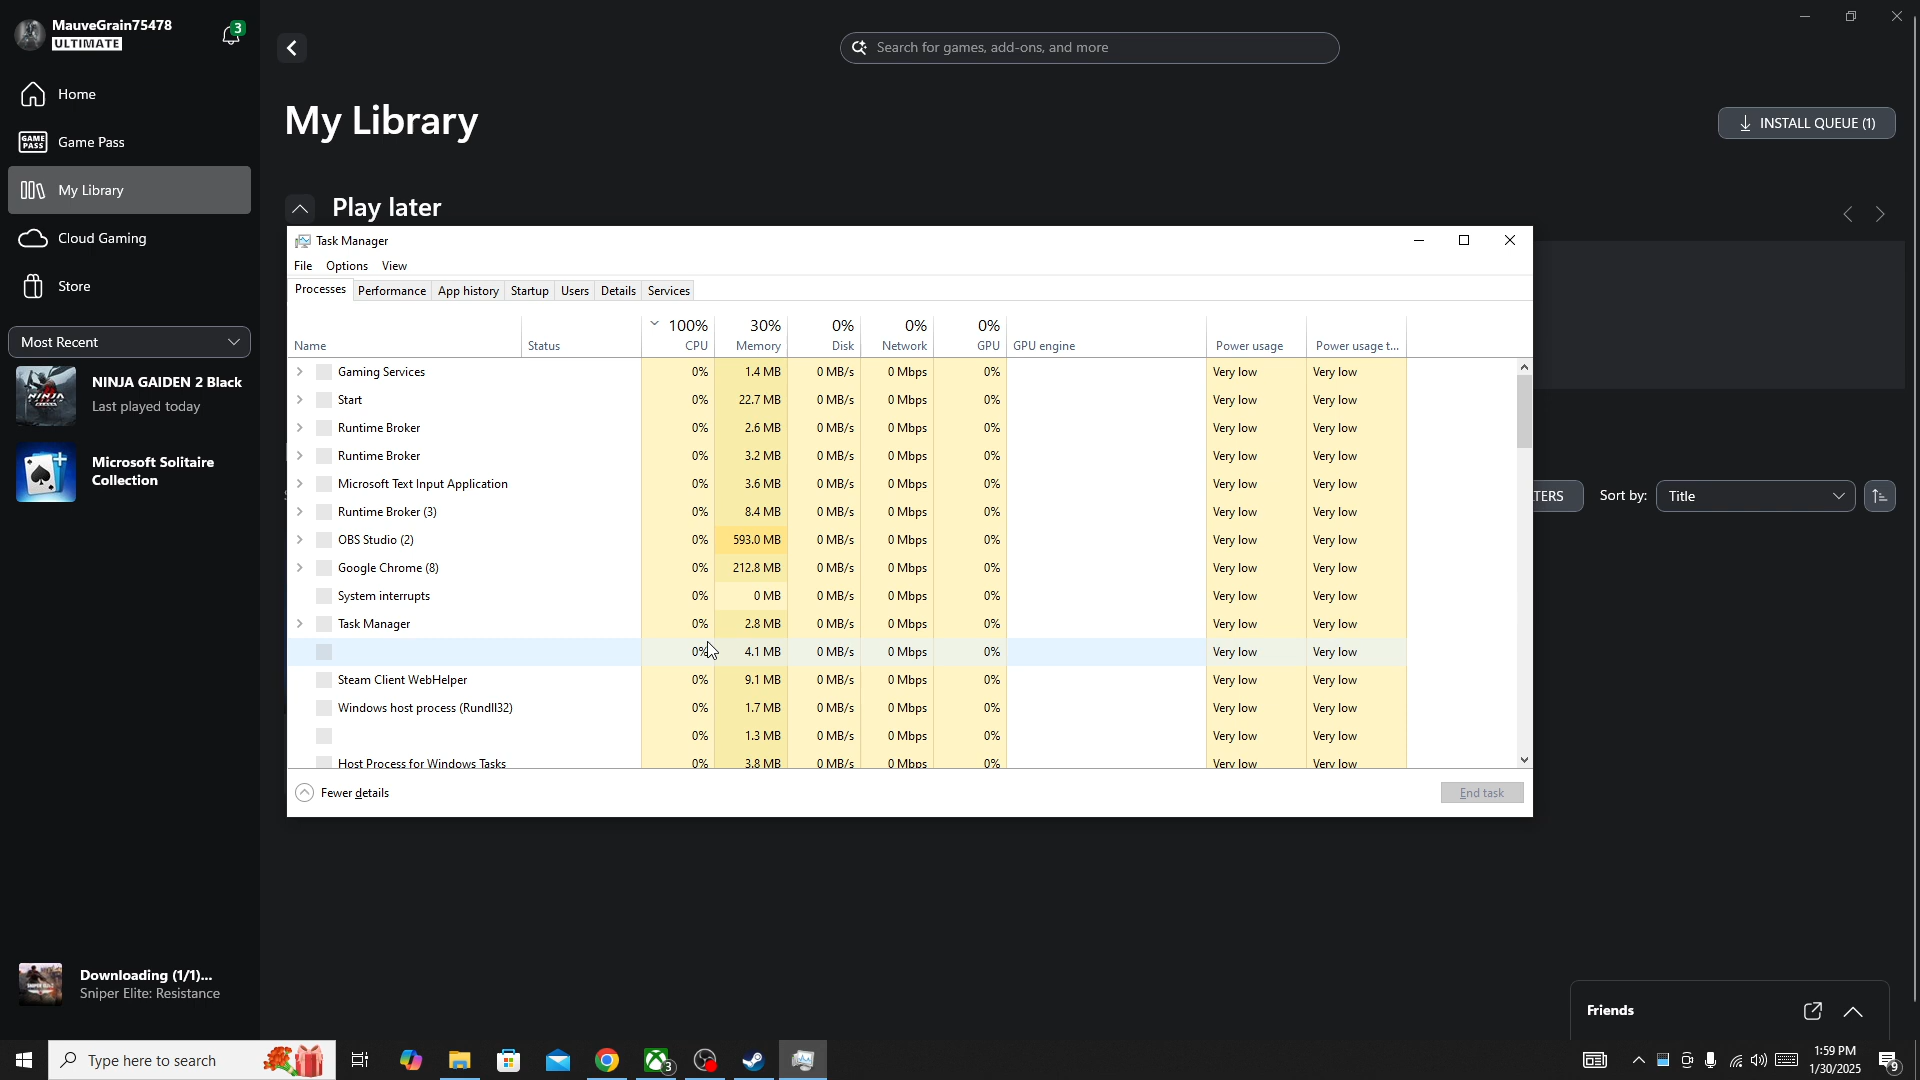 MauveGrain75478
ULTIMATE
3
Search for games, add-ons, and more
Home
GAME PASS
Game Pass
My Library
Cloud Gaming
Store
Most Recent
NINJA GAIDEN 2 Black
Last played today
Microsoft Solitaire
Collection
Downloading (1/1)...
Sniper Elite: Resistance
My Library
INSTALL QUEUE (1)
Play later
TERS
Sort by:
Title
Task Manager
File Options View
Processes Performance App history Startup Users Details Services
100% 30% 0% 0% 0%
Name Status CPU Memory Disk Network GPU GPU engine Power usage Power usage t...
Gaming Services 0% 1.4 MB 0 MB/s 0 Mbps 0% Very low Very low
Start 0% 22.7 MB 0 MB/s 0 Mbps 0% Very low Very low
Runtime Broker 0% 2.6 MB 0 MB/s 0 Mbps 0% Very low Very low
Runtime Broker 0% 3.2 MB 0 MB/s 0 Mbps 0% Very low Very low
Microsoft Text Input Application 0% 3.6 MB 0 MB/s 0 Mbps 0% Very low Very low
Runtime Broker (3) 0% 8.4 MB 0 MB/s 0 Mbps 0% Very low Very low
OBS Studio (2) 0% 593.0 MB 0 MB/s 0 Mbps 0% Very low Very low
Google Chrome (8) 0% 212.8 MB 0 MB/s 0 Mbps 0% Very low Very low
System interrupts 0% 0 MB 0 MB/s 0 Mbps 0% Very low Very low
Task Manager 0% 2.8 MB 0 MB/s 0 Mbps 0% Very low Very low
0% 4.1 MB 0 MB/s 0 Mbps 0% Very low Very low
Steam Client WebHelper 0% 9.1 MB 0 MB/s 0 Mbps 0% Very low Very low
Windows host process (Rundll32) 0% 1.7 MB 0 MB/s 0 Mbps 0% Very low Very low
0% 1.3 MB 0 MB/s 0 Mbps 0% Very low Very low
Host Process for Windows Tasks 0% 3.8 MB 0 MB/s 0 Mbps 0% Very low Very low
Fewer details
End task
Friends
Type here to search
3
1:59 PM
1/30/2025
9